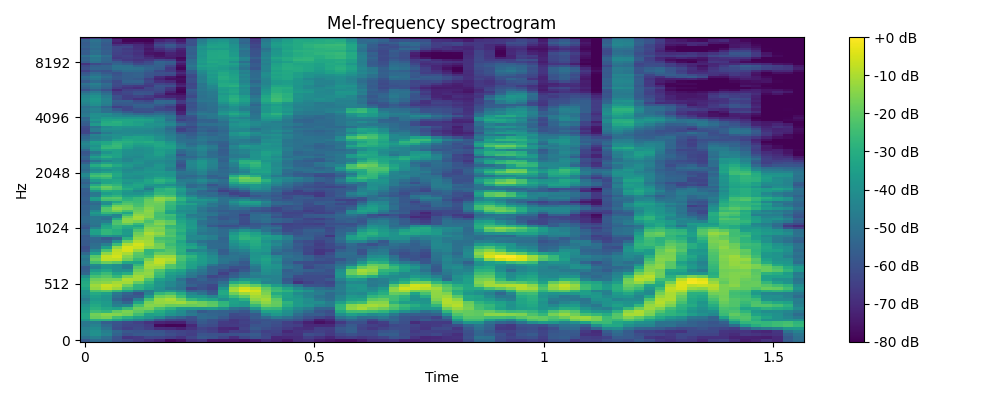 Mel-frequency spectrogram
Hz
8192
4096
2048
1024
512
0
0
0.5
1
1.5
Time
+0 dB
-10 dB
-20 dB
-30 dB
-40 dB
-50 dB
-60 dB
-70 dB
-80 dB